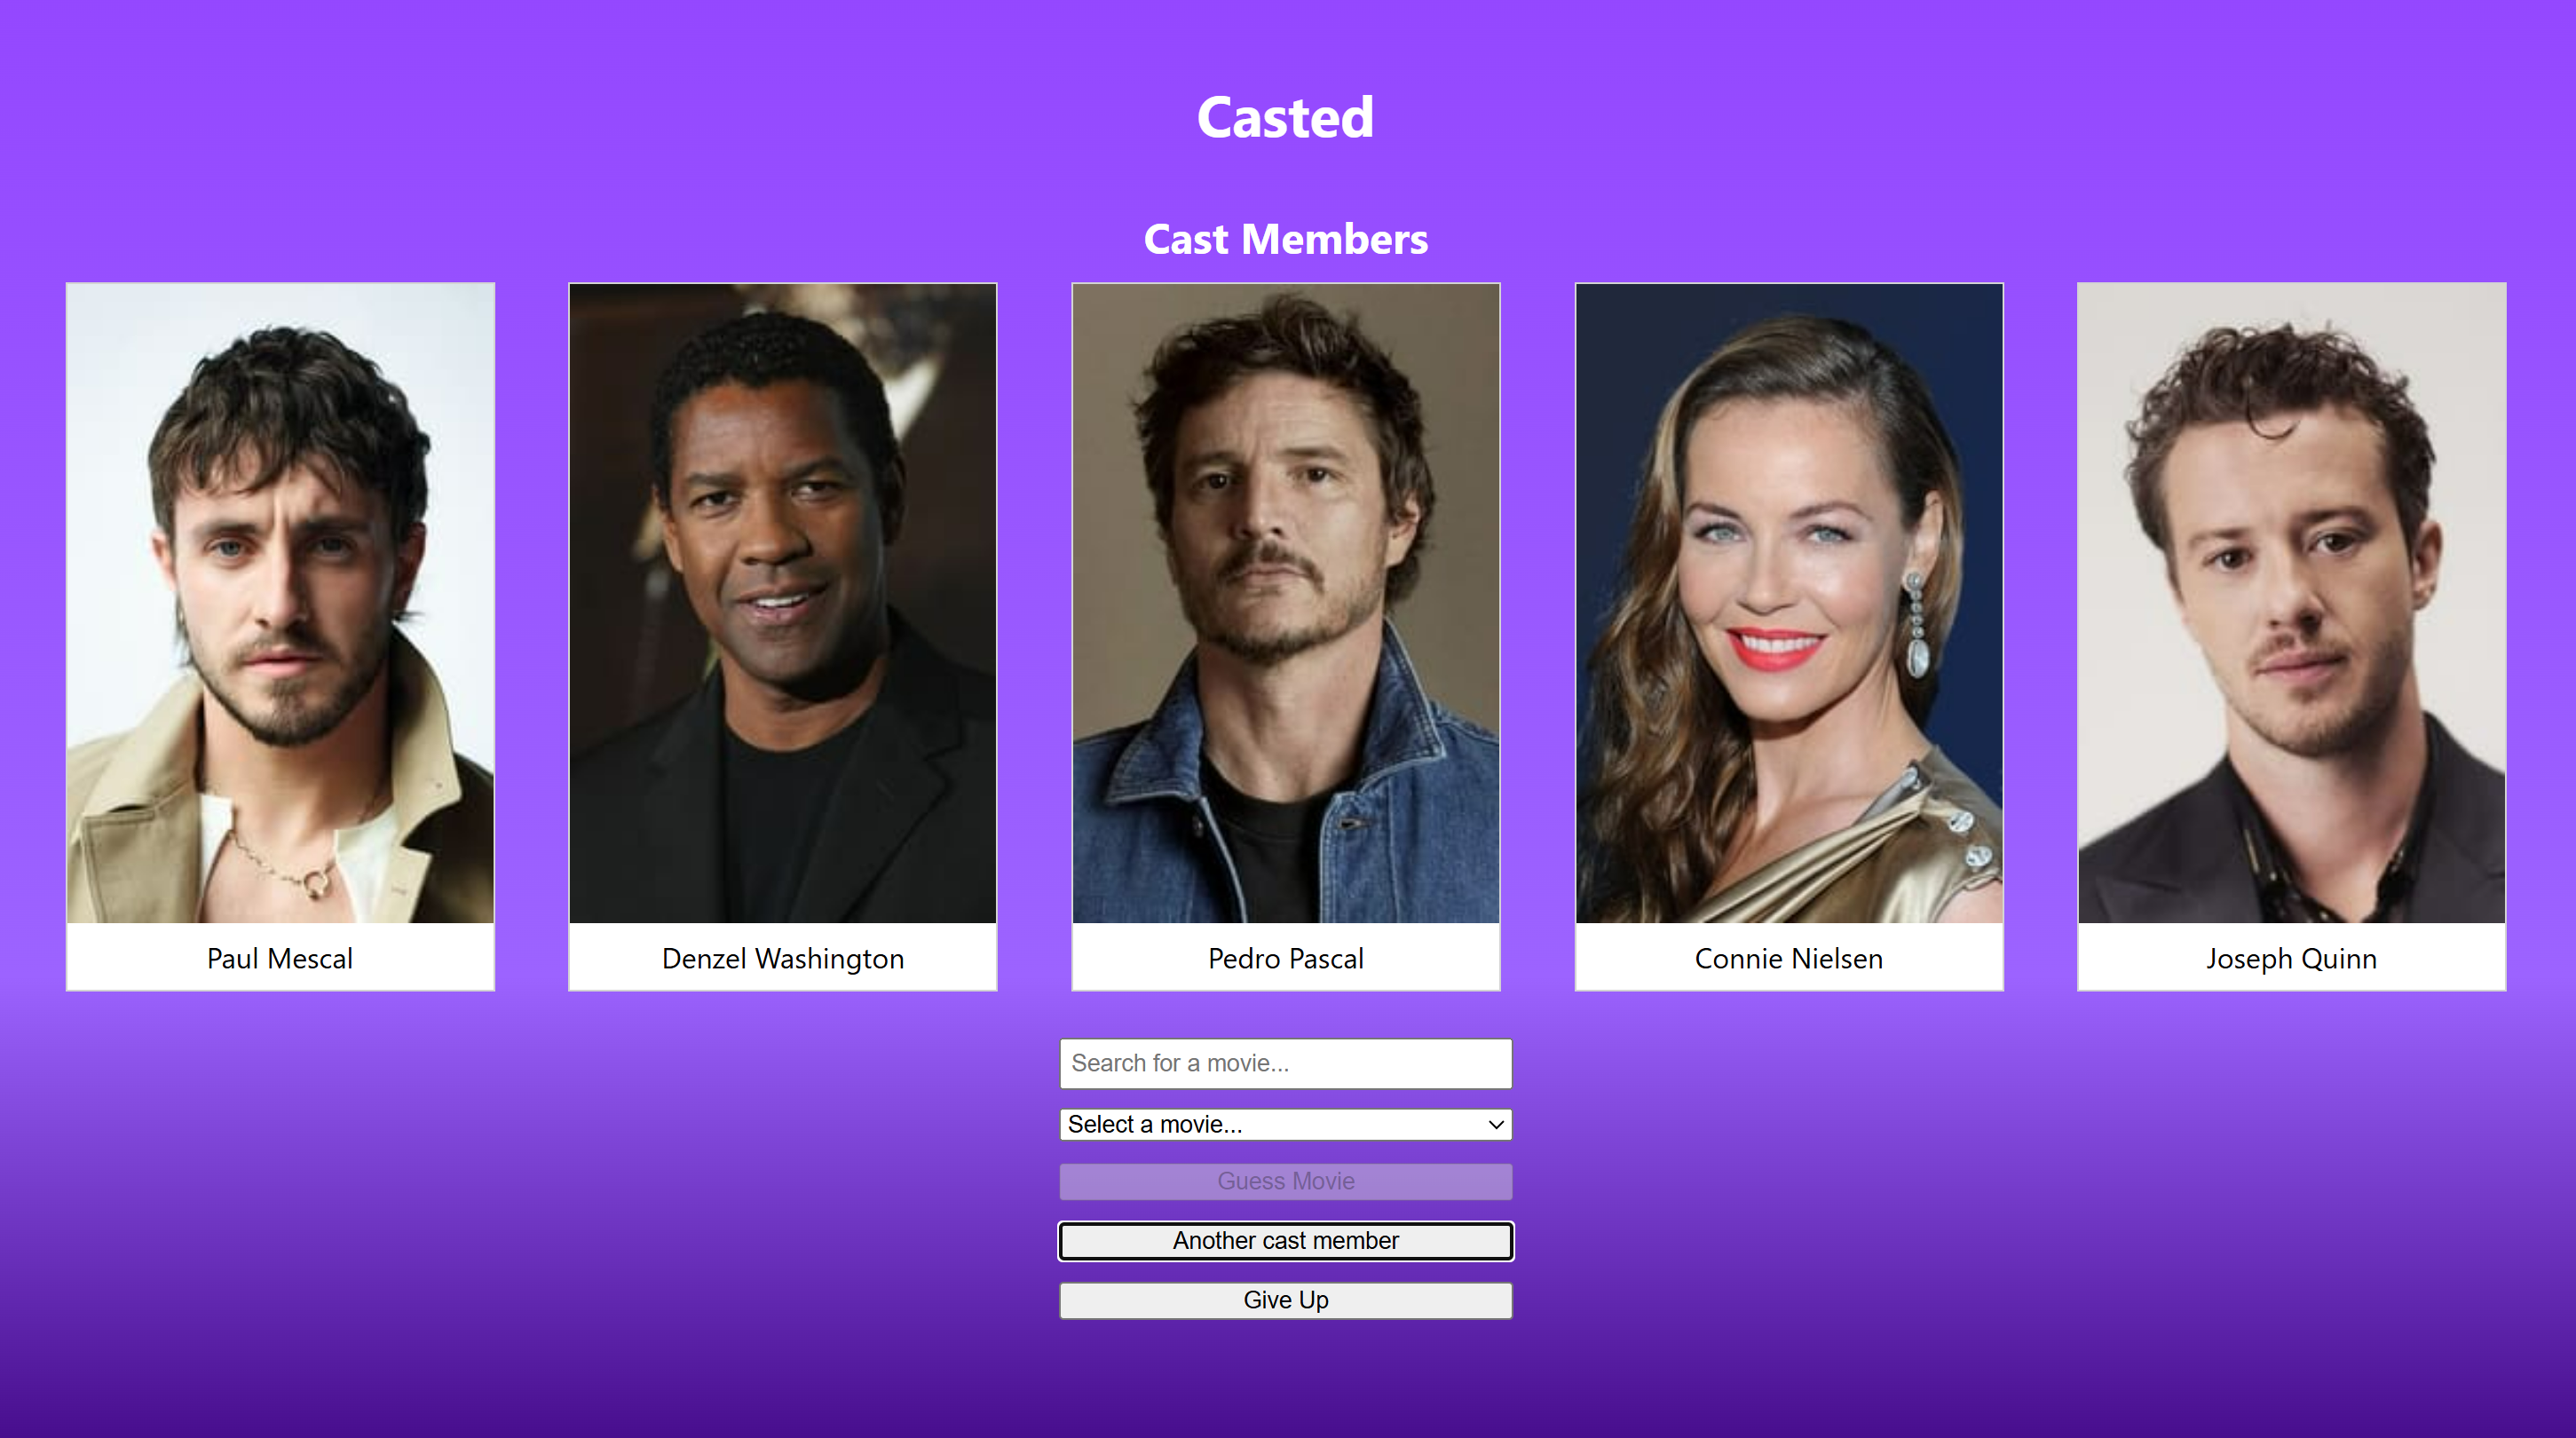 Casted
Cast Members
Paul Mescal
Denzel Washington
Pedro Pascal
Connie Nielsen
Joseph Quinn
Search for a movie...
Select a movie...
Guess Movie
Another cast member
Give Up